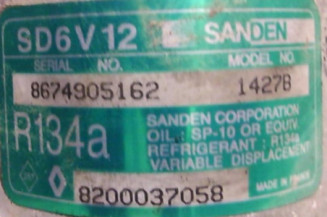 SD6V12 SANDEN
SERIAL NO. MODEL NO.
8674905162 1427B
R134a
SANDEN CORPORATION
OIL : SP-10 OR EQUIV.
REFRIGERANT : R134a
VARIABLE DISPLACEMENT
MADE IN FRANCE
8200037058